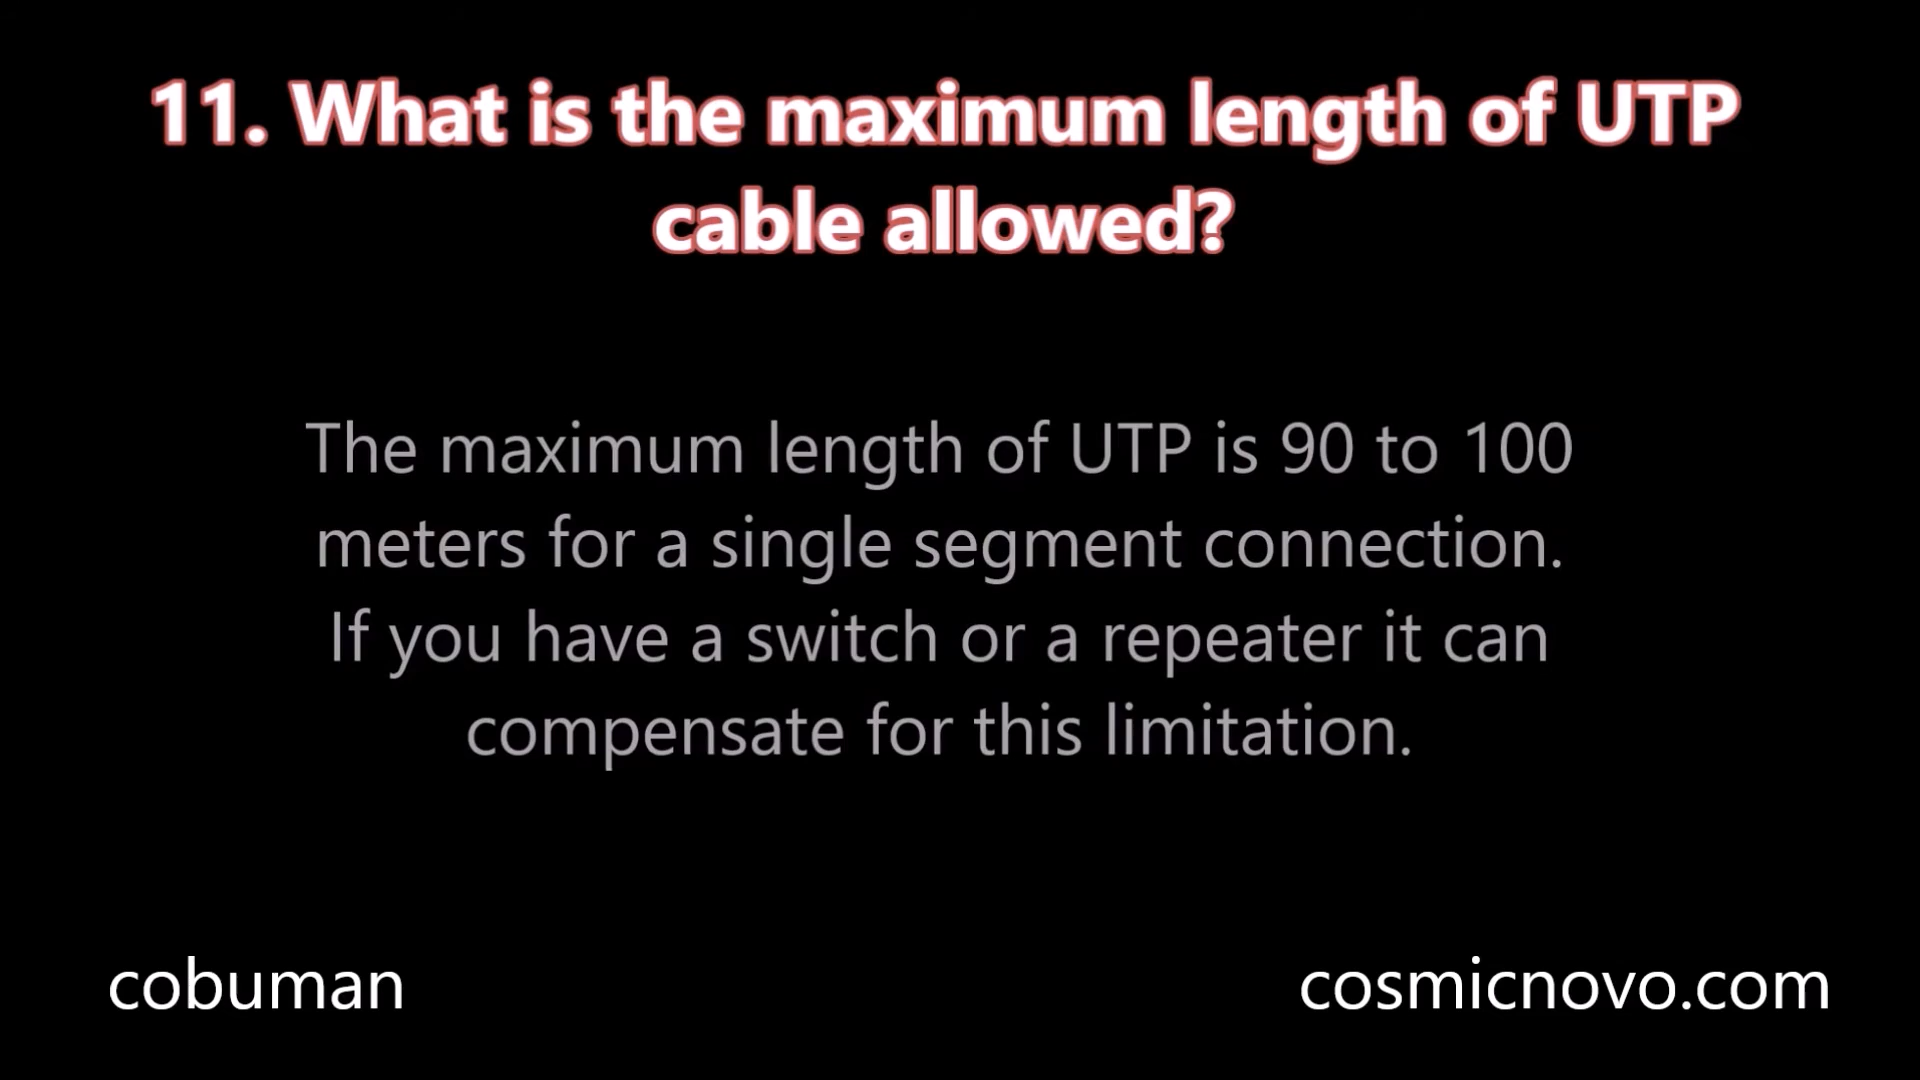 11. What is the maximum length of UTP
cable allowed?
The maximum length of UTP is 90 to 100
meters for a single segment connection.
If you have a switch or a repeater it can
compensate for this limitation.
cobuman
cosmicnovo.com